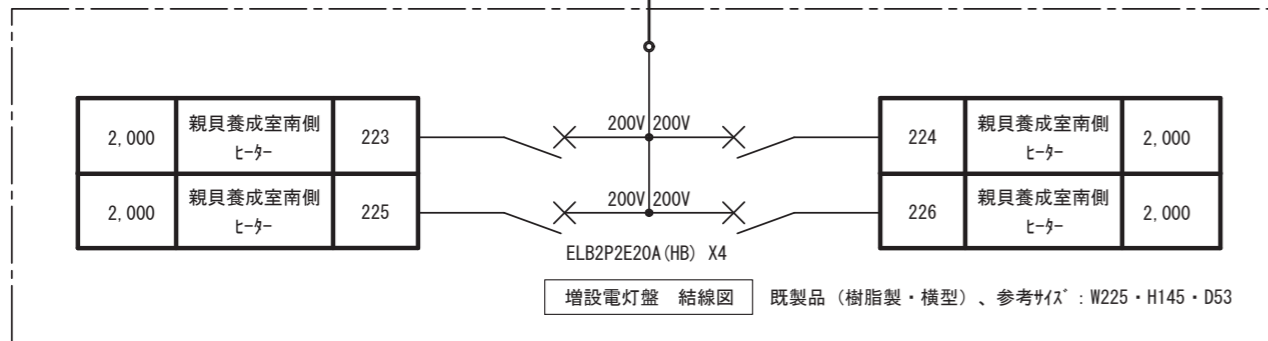 2,000 親貝養成室南側 223 200V 200V 224 親貝養成室南側 2,000
ﾋｰﾀｰ ﾋｰﾀｰ
2,000 親貝養成室南側 225 200V 200V 226 親貝養成室南側 2,000
ﾋｰﾀｰ ﾋｰﾀｰ
ELB2P2E20A(HB) X4
増設電灯盤 結線図 既製品（樹脂製・横型）、参考ｻｲｽﾞ：W225・H145・D53